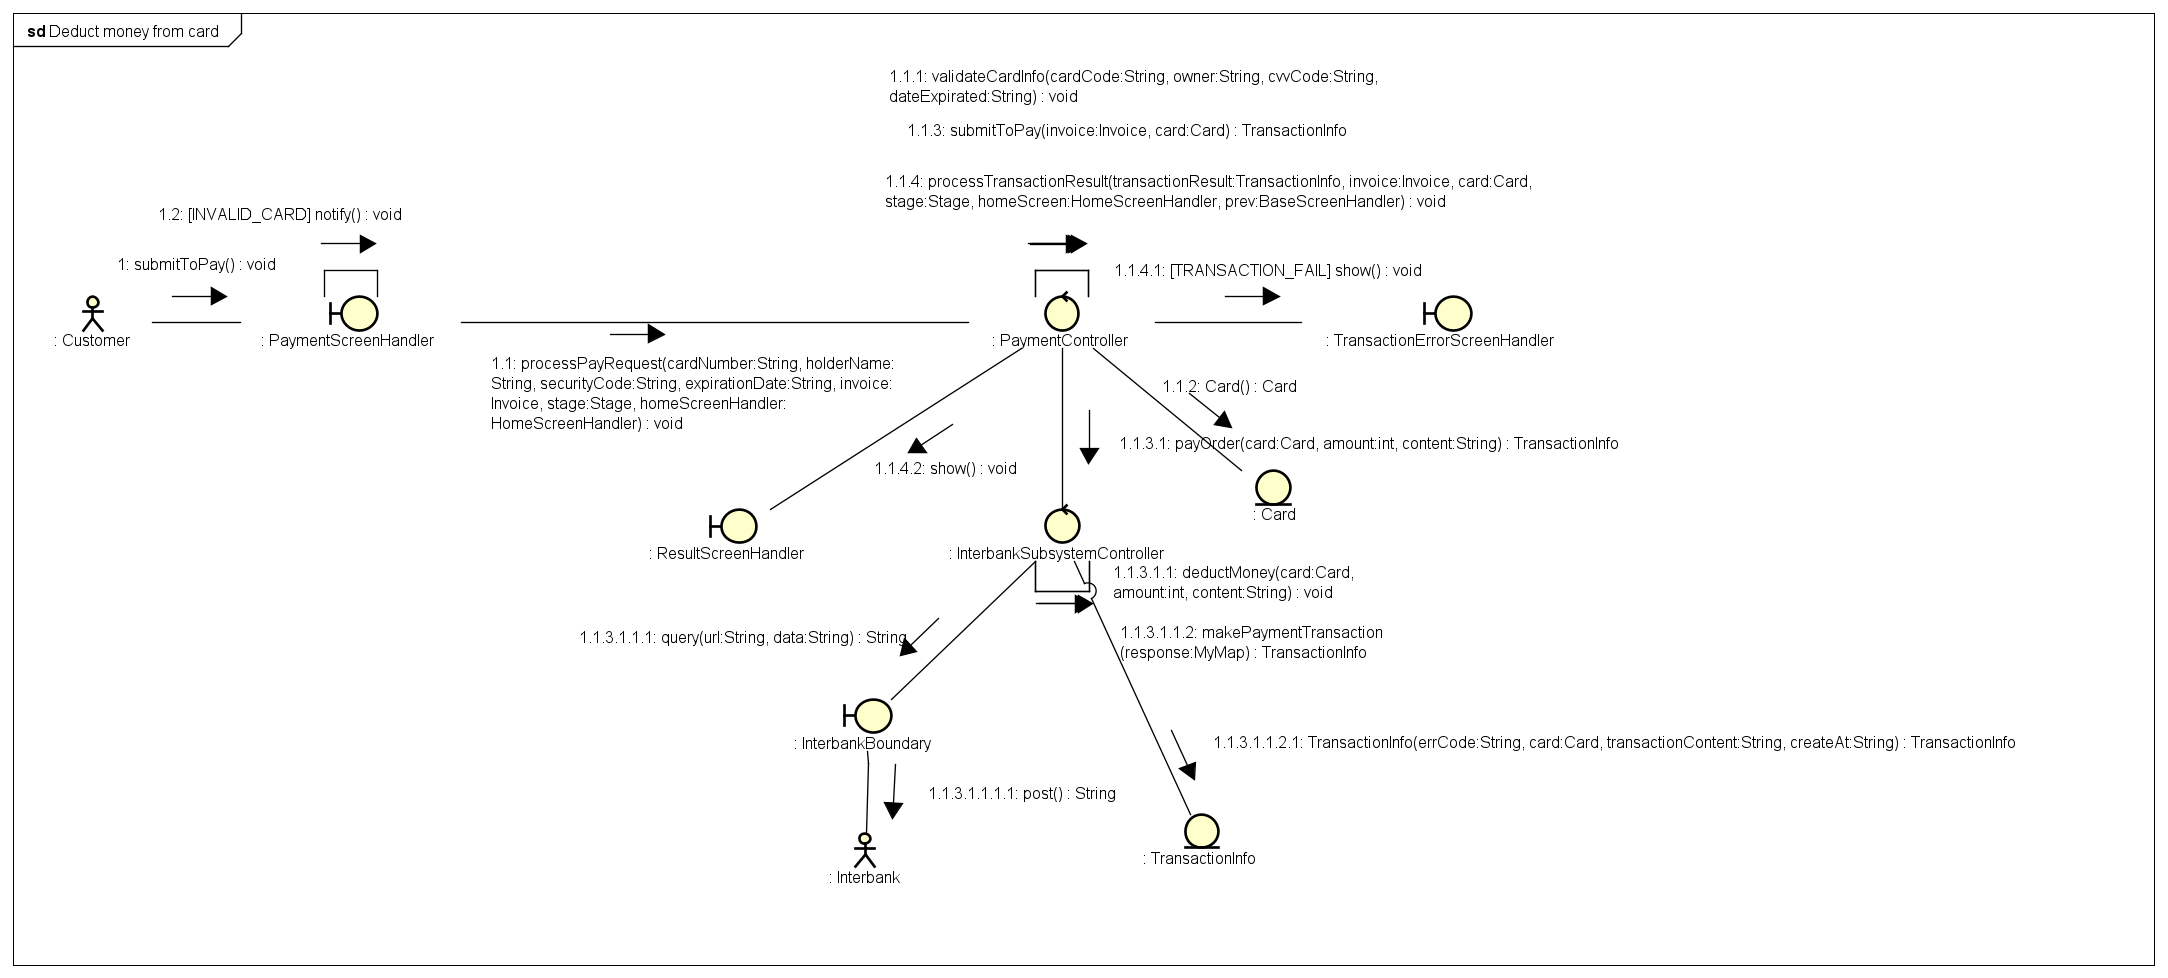 sd Deduct money from card
1.1.1: validateCardInfo(cardCode:String, owner:String, cvvCode:String,
dateExpirated:String) : void
1.1.3: submitToPay(invoice:Invoice, card:Card) : TransactionInfo
1.1.4: processTransactionResult(transactionResult:TransactionInfo, invoice:Invoice, card:Card,
stage:Stage, homeScreen:HomeScreenHandler, prev:BaseScreenHandler) : void
1.2: [INVALID_CARD] notify() : void
1: submitToPay() : void
1.1.4.1: [TRANSACTION_FAIL] show() : void
: Customer
: PaymentScreenHandler
: PaymentController
: TransactionErrorScreenHandler
1.1: processPayRequest(cardNumber:String, holderName:
String, securityCode:String, expirationDate:String, invoice:
Invoice, stage:Stage, homeScreenHandler:
HomeScreenHandler) : void
1.1.2: Card() : Card
1.1.3.1: payOrder(card:Card, amount:int, content:String) : TransactionInfo
1.1.4.2: show() : void
: Card
: ResultScreenHandler
: InterbankSubsystemController
1.1.3.1.1: deductMoney(card:Card,
amount:int, content:String) : void
1.1.3.1.1.1: query(url:String, data:String) : String
1.1.3.1.1.2: makePaymentTransaction
(response:MyMap) : TransactionInfo
: InterbankBoundary
1.1.3.1.1.2.1: TransactionInfo(errCode:String, card:Card, transactionContent:String, createAt:String) : TransactionInfo
1.1.3.1.1.1.1: post() : String
: TransactionInfo
: Interbank